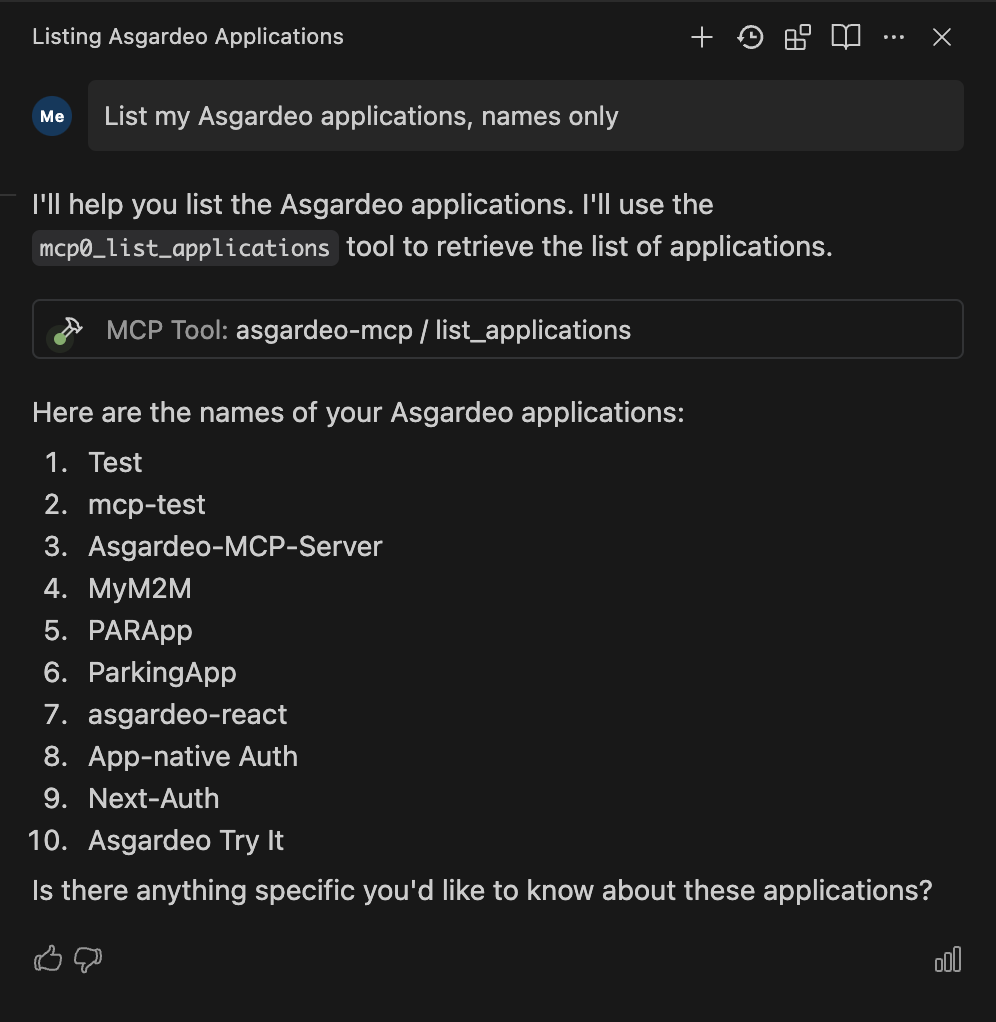 Listing Asgardeo Applications
Me
List my Asgardeo applications, names only
I'll help you list the Asgardeo applications. I'll use the
mcp0_list_applications tool to retrieve the list of applications.
MCP Tool: asgardeo-mcp / list_applications
Here are the names of your Asgardeo applications:
1. Test
2. mcp-test
3. Asgardeo-MCP-Server
4. MyM2M
5. PARApp
6. ParkingApp
7. asgardeo-react
8. App-native Auth
9. Next-Auth
10. Asgardeo Try It
Is there anything specific you'd like to know about these applications?